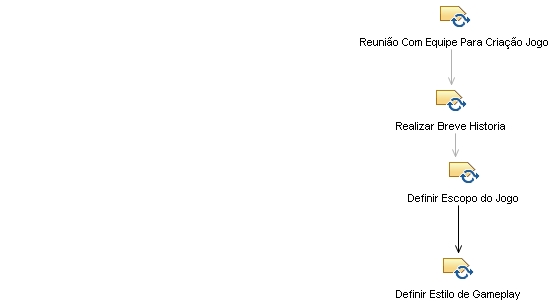 Reunião Com Equipe Para Criação Jogo
Realizar Breve Historia
Definir Escopo do Jogo
Definir Estilo de Gameplay